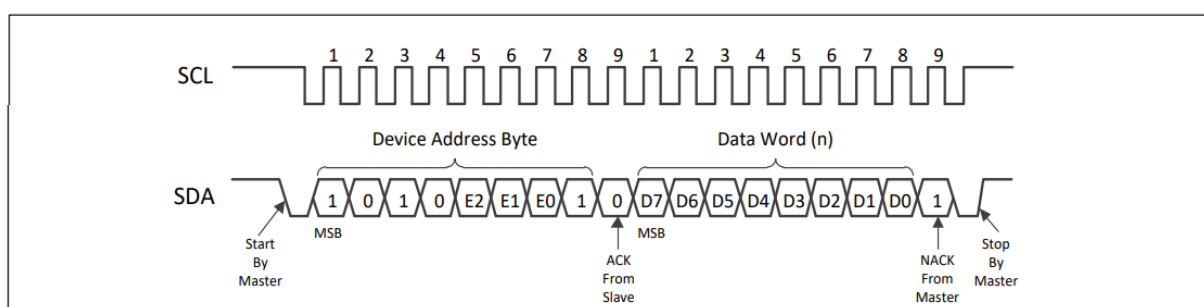 1 2 3 4 5 6 7 8 9 1 2 3 4 5 6 7 8 9
SCL
Device Address Byte Data Word (n)
SDA 1 0 1 0 E2 E1 E0 1 0 D7 D6 D5 D4 D3 D2 D1 D0 1
MSB MSB
Start
By
Master
ACK
From
Slave
NACK
From
Master
Stop
By
Master